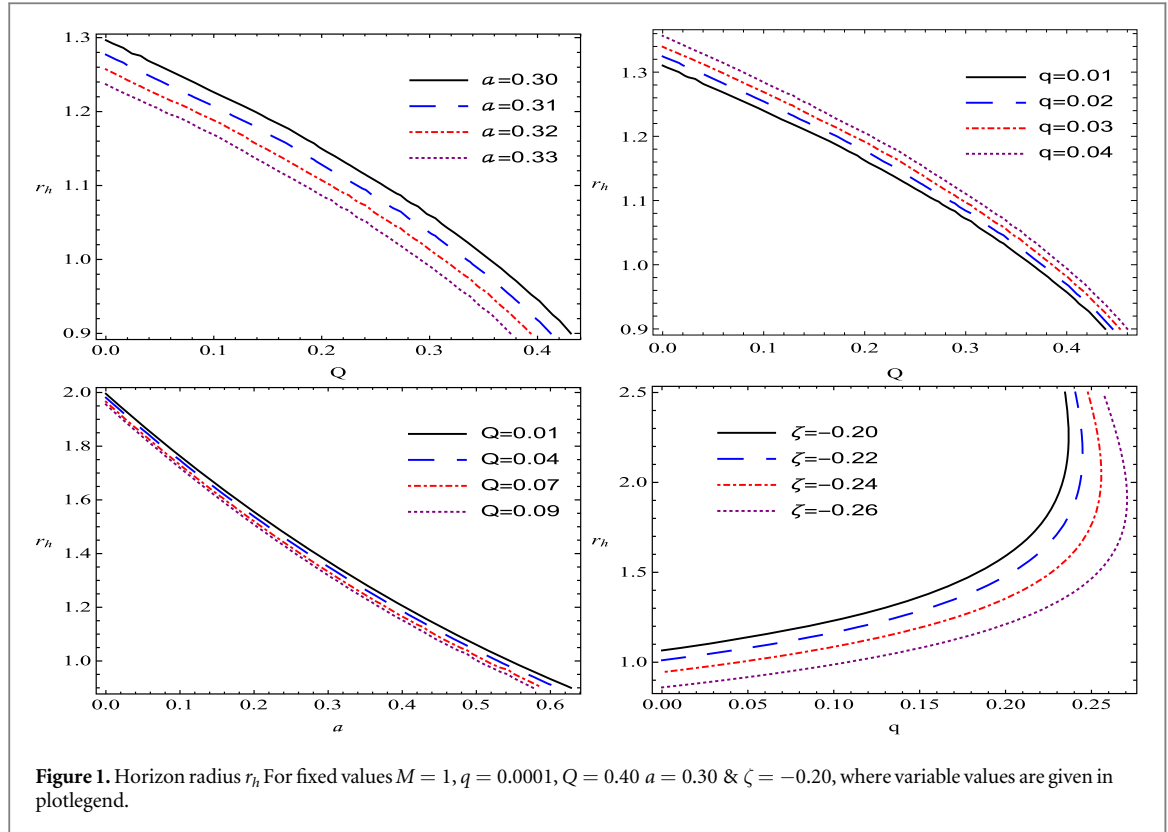 1.3
1.2
1.1
1.0
0.9
r_h
a=0.30
a=0.31
a=0.32
a=0.33
0.0 0.1 0.2 0.3 0.4
Q
1.3
1.2
1.1
1.0
0.9
r_h
q=0.01
q=0.02
q=0.03
q=0.04
0.0 0.1 0.2 0.3 0.4
Q
2.0
1.8
1.6
1.4
1.2
1.0
r_h
Q=0.01
Q=0.04
Q=0.07
Q=0.09
0.0 0.1 0.2 0.3 0.4 0.5 0.6
a
2.5
2.0
1.5
1.0
r_h
ζ=−0.20
ζ=−0.22
ζ=−0.24
ζ=−0.26
0.00 0.05 0.10 0.15 0.20 0.25
q
Figure 1. Horizon radius r_h For fixed values M = 1, q = 0.0001, Q = 0.40 a = 0.30 & ζ = −0.20, where variable values are given in
plotlegend.